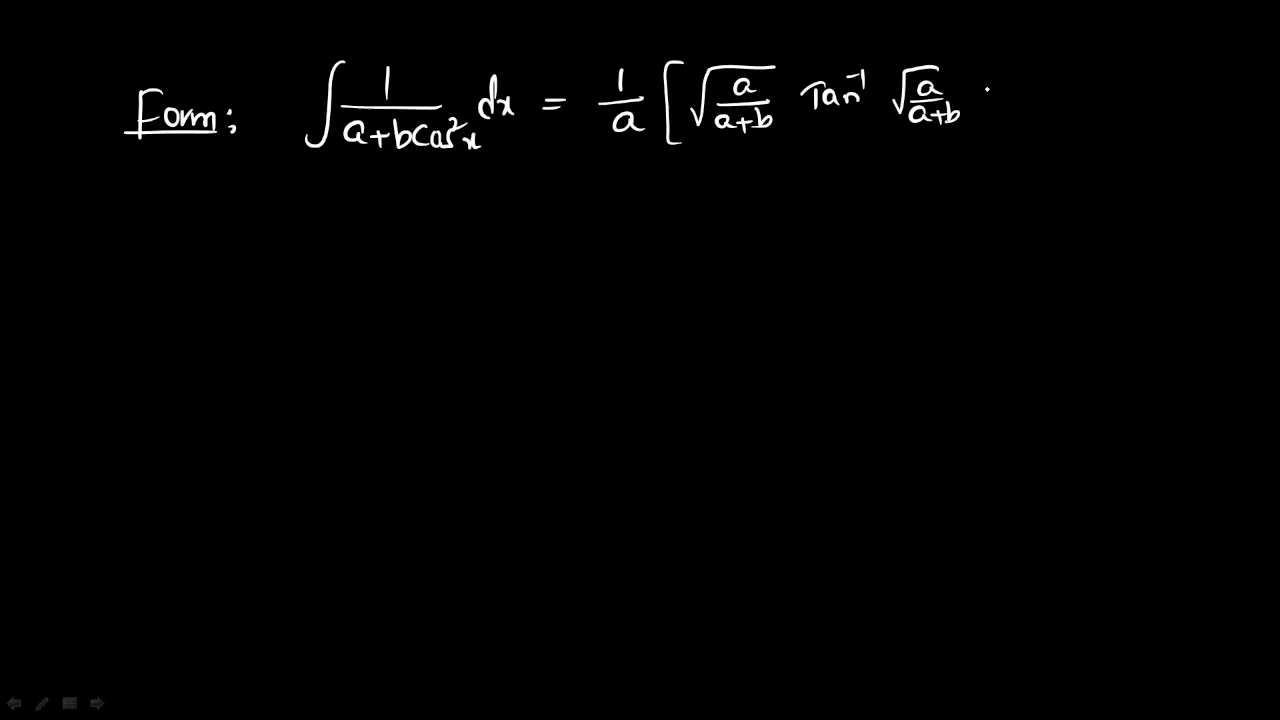 Form: ∫ 1/(a+bcos²x) dx = 1/a [ √(a/(a+b)) Tan⁻¹ √(a/(a+b)) ·